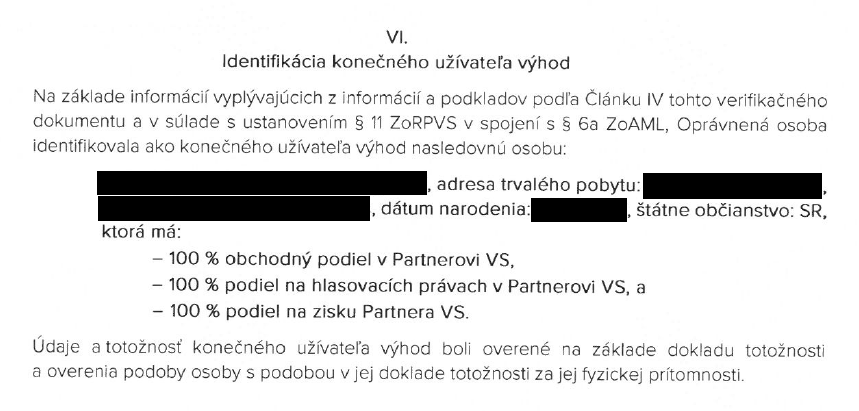 VI.
Identifikácia konečného užívateľa výhod
Na základe informácií vyplývajúcich z informácií a podkladov podľa Článku IV tohto verifikačného
dokumentu a v súlade s ustanovením § 11 ZoRPVS v spojení s § 6a ZoAML, Oprávnená osoba
identifikovala ako konečného užívateľa výhod nasledovnú osobu:
, adresa trvalého pobytu: ,
, dátum narodenia: , štátne občianstvo: SR,
ktorá má:
– 100 % obchodný podiel v Partnerovi VS,
– 100 % podiel na hlasovacích právach v Partnerovi VS, a
– 100 % podiel na zisku Partnera VS.
Údaje a totožnosť konečného užívateľa výhod boli overené na základe dokladu totožnosti
a overenia podoby osoby s podobou v jej doklade totožnosti za jej fyzickej prítomnosti.